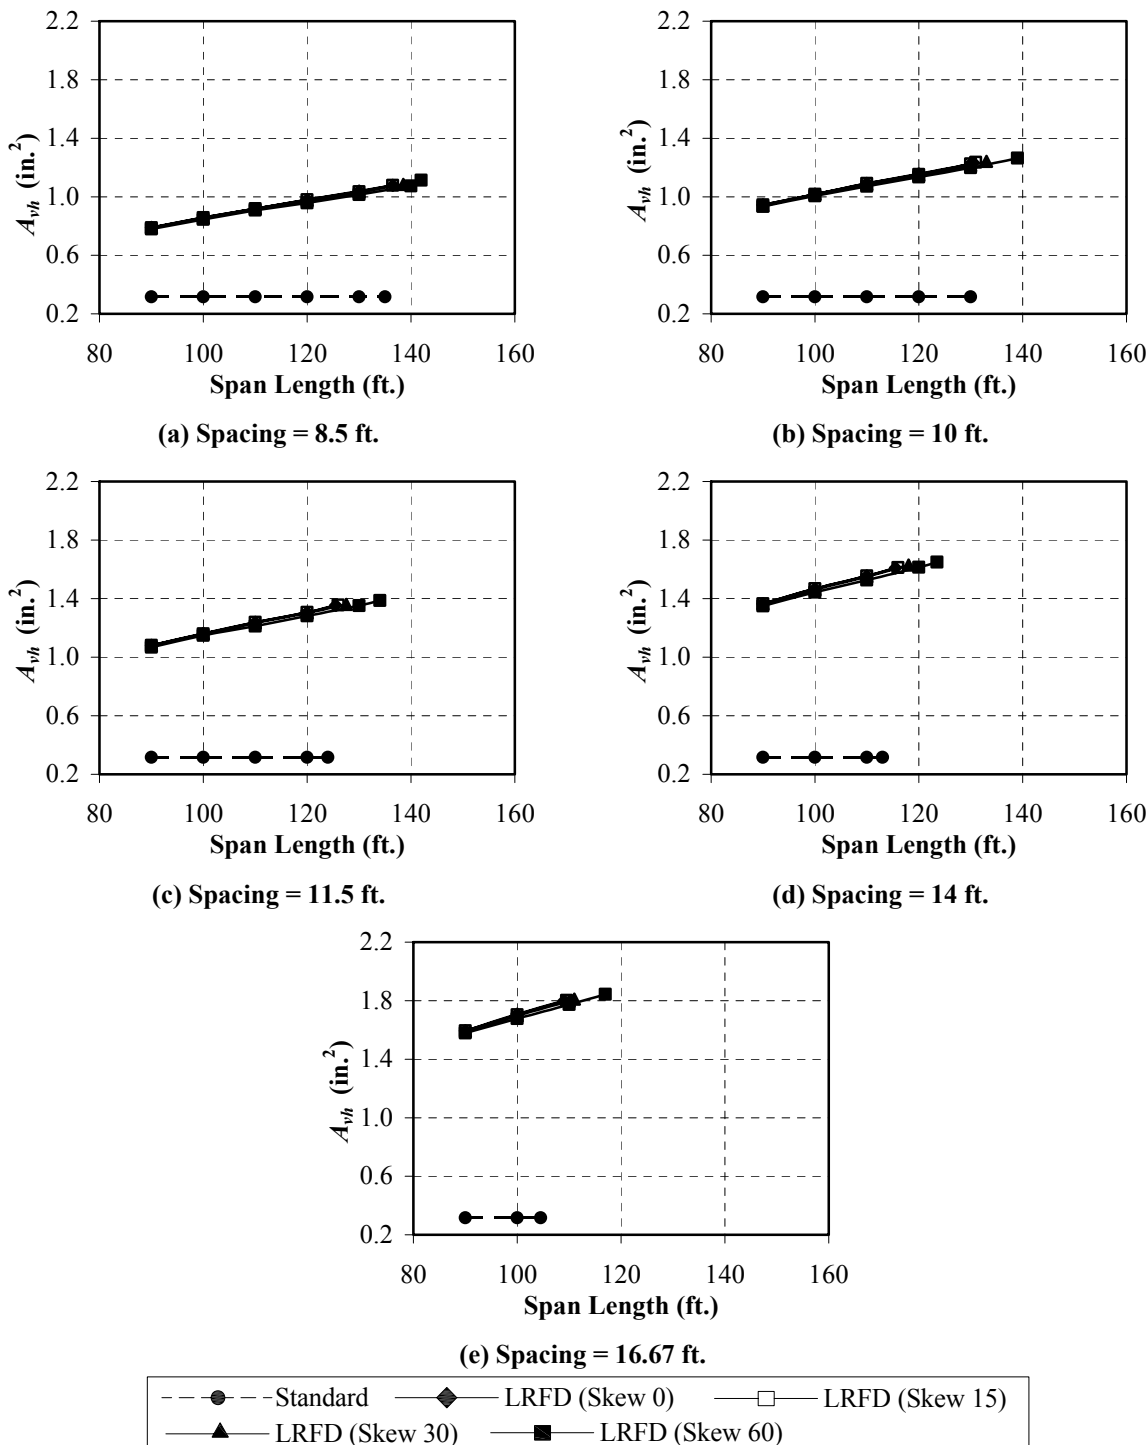 2.2
1.8
1.4
1.0
0.6
0.2
A_vh (in.²)
80 100 120 140 160
Span Length (ft.)
(a) Spacing = 8.5 ft.
2.2
1.8
1.4
1.0
0.6
0.2
A_vh (in.²)
80 100 120 140 160
Span Length (ft.)
(b) Spacing = 10 ft.
2.2
1.8
1.4
1.0
0.6
0.2
A_vh (in.²)
80 100 120 140 160
Span Length (ft.)
(c) Spacing = 11.5 ft.
2.2
1.8
1.4
1.0
0.6
0.2
A_vh (in.²)
80 100 120 140 160
Span Length (ft.)
(d) Spacing = 14 ft.
2.2
1.8
1.4
1.0
0.6
0.2
A_vh (in.²)
80 100 120 140 160
Span Length (ft.)
(e) Spacing = 16.67 ft.
Standard LRFD (Skew 0) LRFD (Skew 15)
LRFD (Skew 30) LRFD (Skew 60)